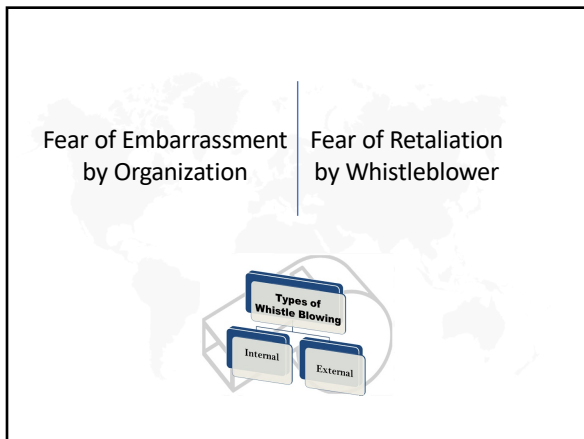 Fear of Embarrassment
by Organization
Fear of Retaliation
by Whistleblower
Types of
Whistle Blowing
Internal
External